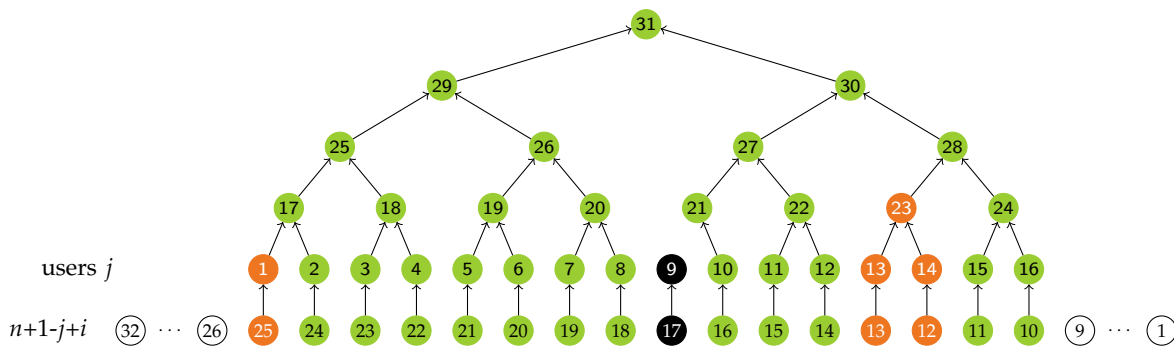 31
29 30
25 26 27 28
17 18 19 20 21 22 23 24
users j 1 2 3 4 5 6 7 8 9 10 11 12 13 14 15 16
n+1-j+i 32 ··· 26 25 24 23 22 21 20 19 18 17 16 15 14 13 12 11 10 9 ··· 1